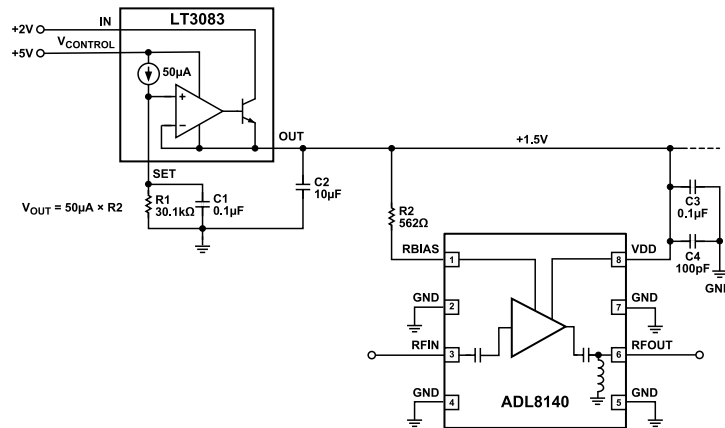 LT3083
IN
+2V
VCONTROL
+5V
50µA
+
−
OUT
+1.5V
SET
R1
30.1kΩ
C1
0.1µF
C2
10µF
VOUT = 50µA × R2
R2
562Ω
C3
0.1µF
C4
100pF
GND
RBIAS
1
8
VDD
GND
2
7
GND
RFIN
3
6
RFOUT
GND
4
5
GND
ADL8140